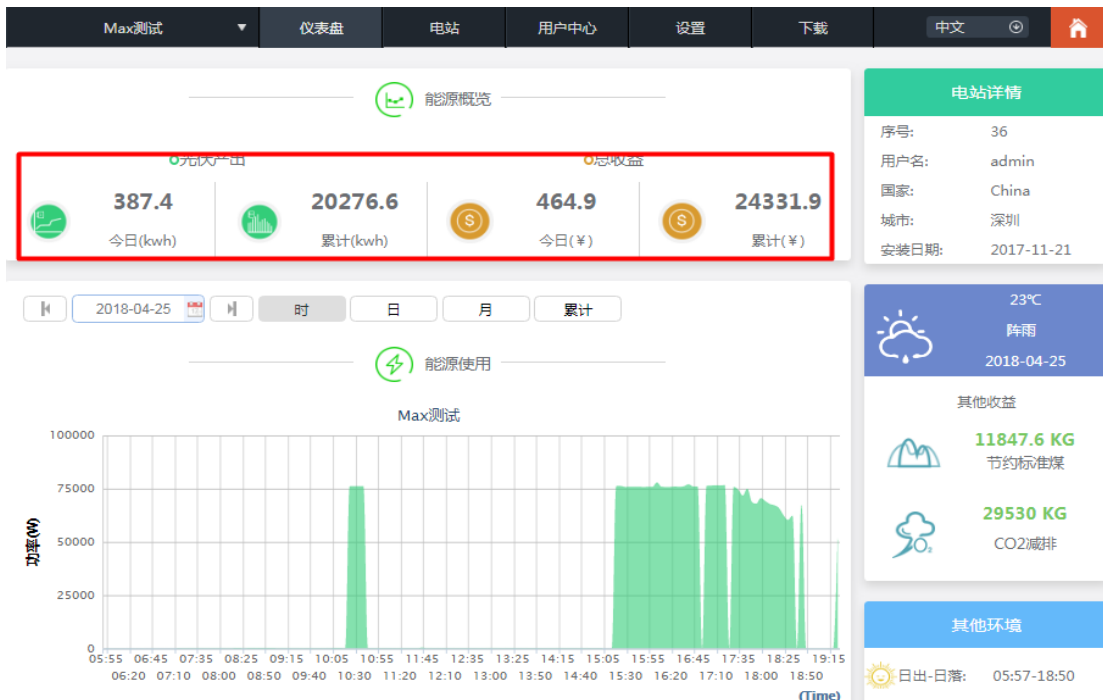 Max测试 ▼ 仪表盘 电站 用户中心 设置 下载 中文
能源概览
光伏产出 总收益
387.4 20276.6 464.9 24331.9
今日(kwh) 累计(kwh) 今日(¥) 累计(¥)
电站详情
序号: 36
用户名: admin
国家: China
城市: 深圳
安装日期: 2017-11-21
2018-04-25 时 日 月 累计
能源使用
Max测试
功率(W)
100000
75000
50000
25000
0
05:55 06:45 07:35 08:25 09:15 10:05 10:55 11:45 12:35 13:25 14:15 15:05 15:55 16:45 17:35 18:25 19:15
06:20 07:10 08:00 08:50 09:40 10:30 11:20 12:10 13:00 13:50 14:40 15:30 16:20 17:10 18:00 18:50
(Time)
23℃
阵雨
2018-04-25
其他收益
11847.6 KG
节约标准煤
29530 KG
CO2减排
其他环境
日出-日落: 05:57-18:50